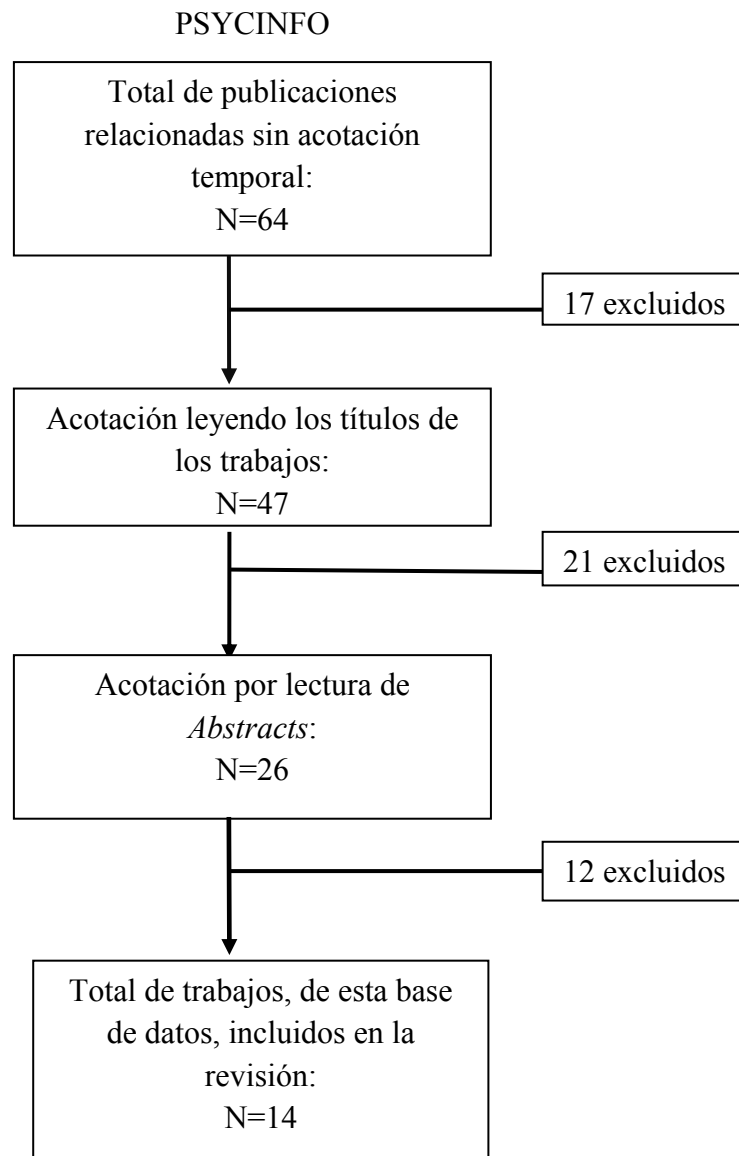 PSYCINFO
Total de publicaciones
relacionadas sin acotación
temporal:
N=64
17 excluidos
Acotación leyendo los títulos de
los trabajos:
N=47
21 excluidos
Acotación por lectura de
Abstracts:
N=26
12 excluidos
Total de trabajos, de esta base
de datos, incluidos en la
revisión:
N=14